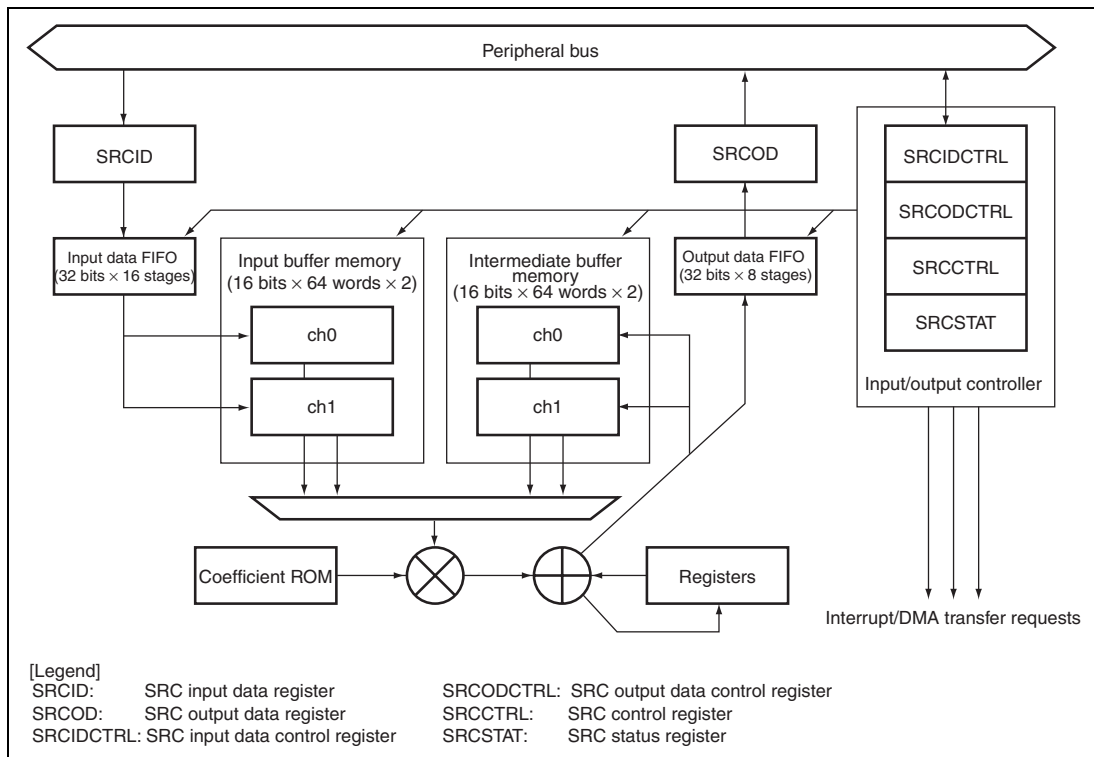 Peripheral bus
SRCID
SRCOD
SRCIDCTRL
SRCODCTRL
SRCCTRL
SRCSTAT
Input/output controller
Input data FIFO
(32 bits × 16 stages)
Input buffer memory
(16 bits × 64 words × 2)
ch0
ch1
Intermediate buffer
memory
(16 bits × 64 words × 2)
ch0
ch1
Output data FIFO
(32 bits × 8 stages)
Coefficient ROM
Registers
Interrupt/DMA transfer requests
[Legend]
SRCID: SRC input data register
SRCOD: SRC output data register
SRCIDCTRL: SRC input data control register
SRCODCTRL: SRC output data control register
SRCCTRL: SRC control register
SRCSTAT: SRC status register